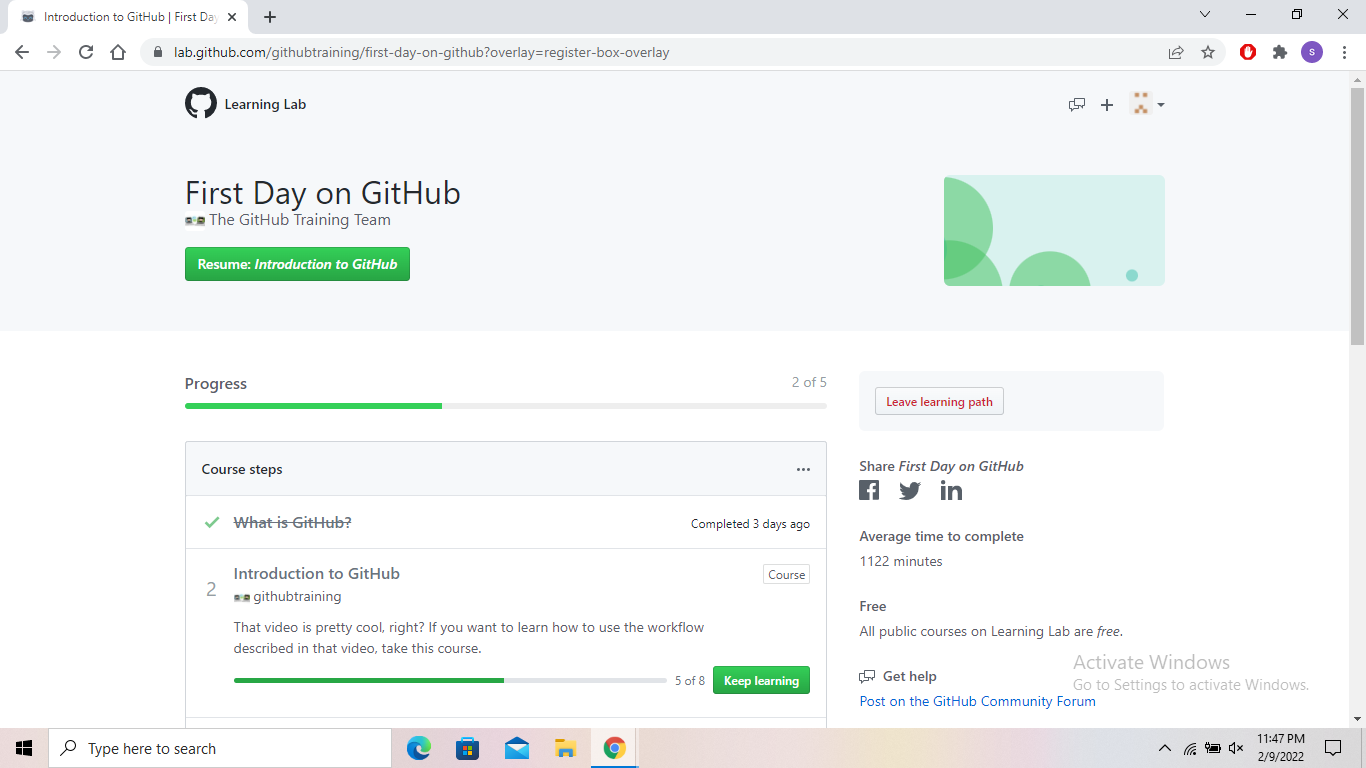 Introduction to GitHub | First Day
lab.github.com/githubtraining/first-day-on-github?overlay=register-box-overlay
S
Learning Lab
First Day on GitHub
The GitHub Training Team
Resume: Introduction to GitHub
Progress
2 of 5
Leave learning path
Course steps
Share First Day on GitHub
What is GitHub?
Completed 3 days ago
Average time to complete
1122 minutes
2
Introduction to GitHub
Course
githubtraining
Free
That video is pretty cool, right? If you want to learn how to use the workflow
described in that video, take this course.
All public courses on Learning Lab are free.
5 of 8
Keep learning
Get help
Post on the GitHub Community Forum
Activate Windows
Go to Settings to activate Windows.
Type here to search
11:47 PM
2/9/2022